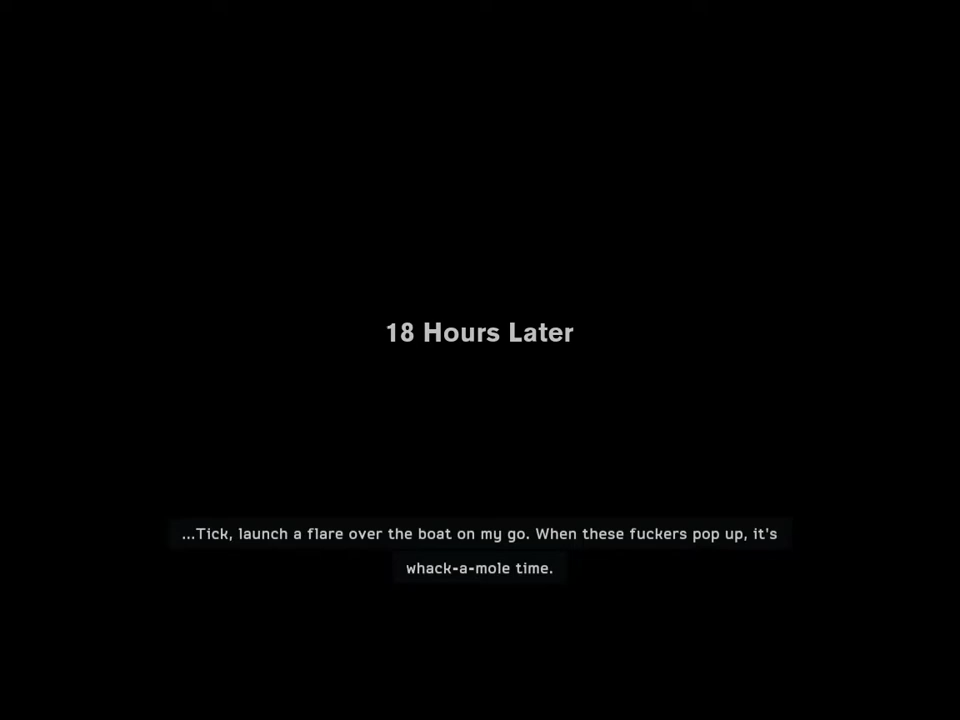 18 Hours Later
...Tick, launch a flare over the boat on my go. When these fuckers pop up, it's
whack-a-mole time.